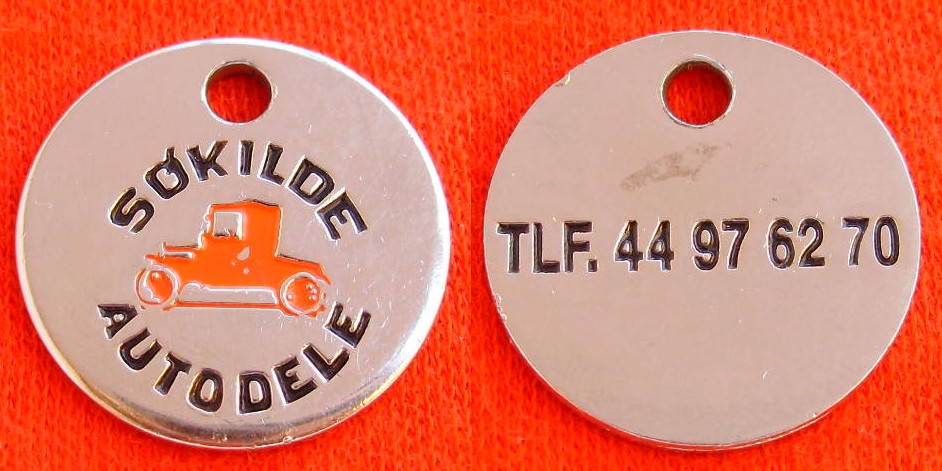 SØKILDE
AUTODELE
TLF. 44 97 62 70